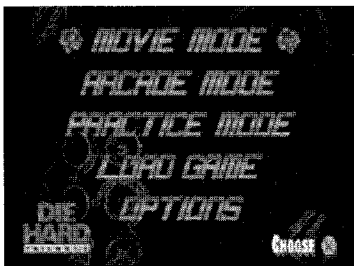 MOVIE MODE
ARCADE MODE
PRACTICE MODE
LOAD GAME
OPTIONS
DIE
HARD
CHOOSE